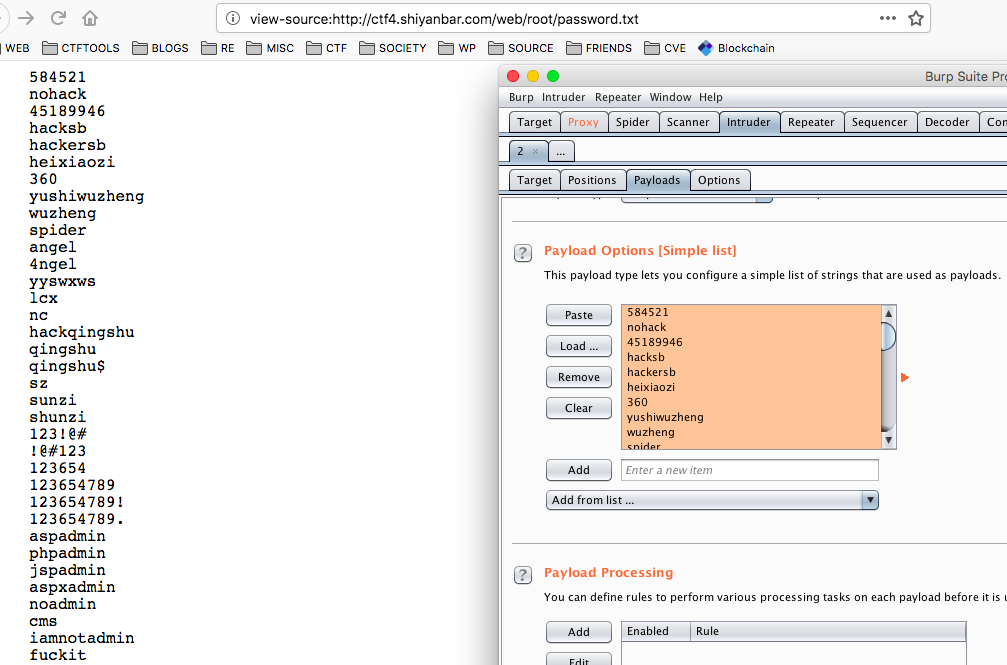 view-source:http://ctf4.shiyanbar.com/web/root/password.txt
WEB CTFTOOLS BLOGS RE MISC CTF SOCIETY WP SOURCE FRIENDS CVE Blockchain
584521
nohack
45189946
hacksb
hackersb
heixiaozi
360
yushiwuzheng
wuzheng
spider
angel
4ngel
yyswxws
lcx
nc
hackqingshu
qingshu
qingshu$
sz
sunzi
shunzi
123!@#
!@#123
123654
123654789
123654789!
123654789.
aspadmin
phpadmin
jspadmin
aspxadmin
noadmin
cms
iamnotadmin
fuckit
Burp Suite Pro
Burp Intruder Repeater Window Help
Target Proxy Spider Scanner Intruder Repeater Sequencer Decoder Con
2 × ...
Target Positions Payloads Options
? Payload Options [Simple list]
This payload type lets you configure a simple list of strings that are used as payloads.
Paste
Load ...
Remove
Clear
584521
nohack
45189946
hacksb
hackersb
heixiaozi
360
yushiwuzheng
wuzheng
spider
Add Enter a new item
Add from list ...
? Payload Processing
You can define rules to perform various processing tasks on each payload before it is u
Add Enabled Rule
Edit